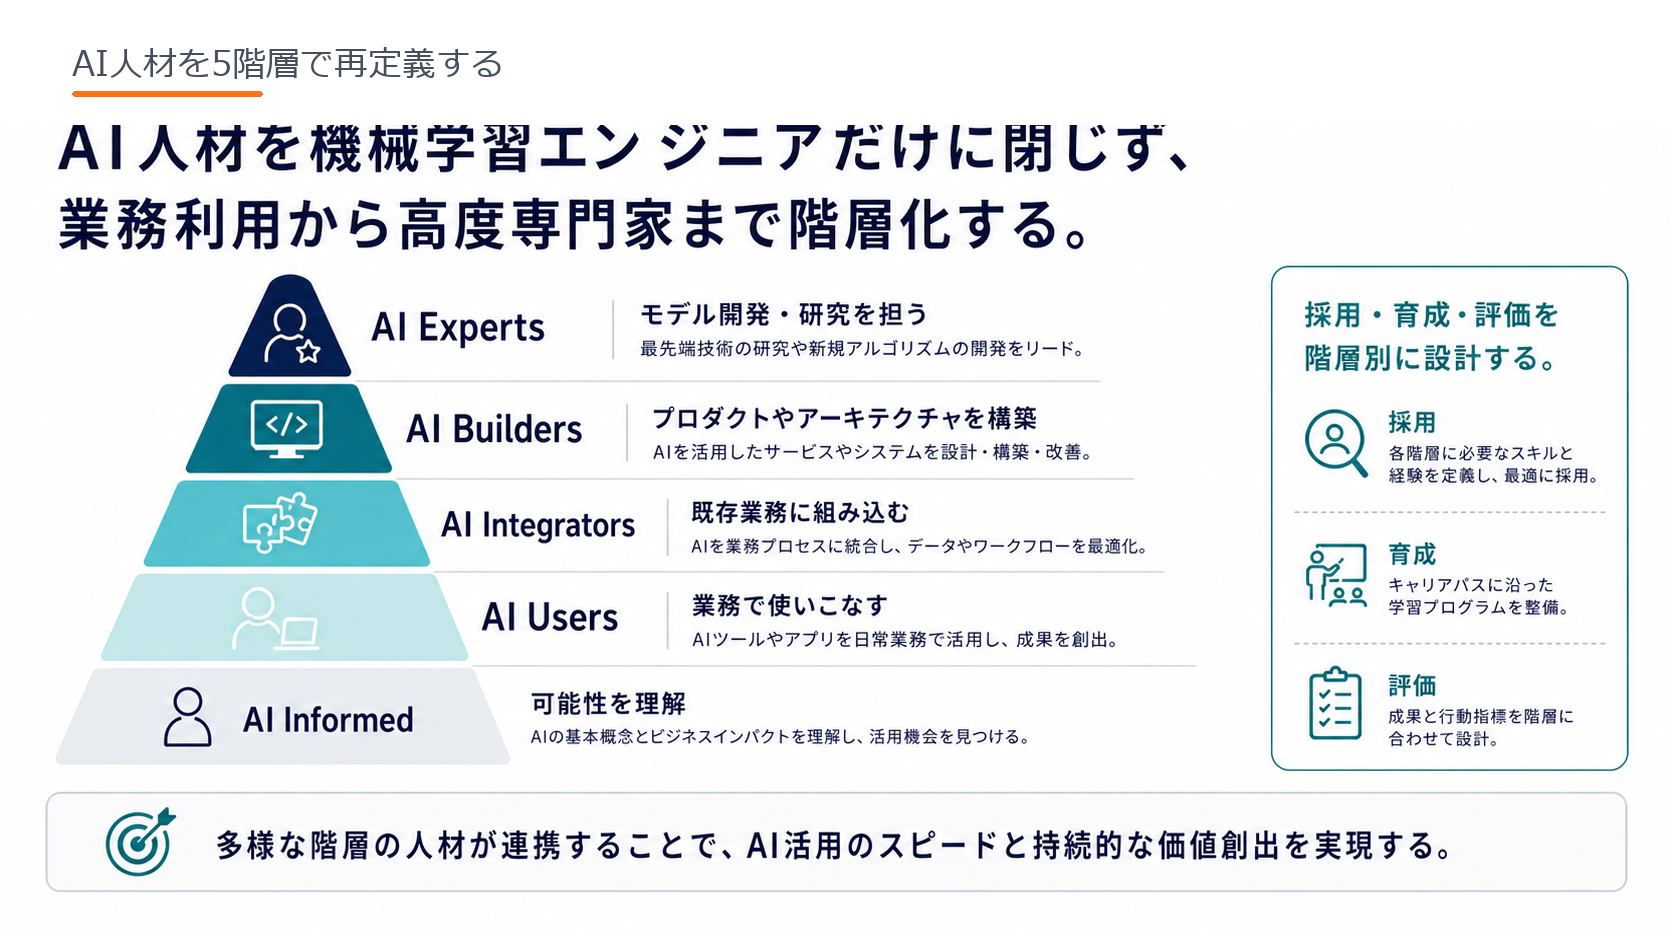 AI人材を5階層で再定義する
AI人材を機械学習エンジニアだけに閉じず、
業務利用から高度専門家まで階層化する。
AI Experts
モデル開発・研究を担う
最先端技術の研究や新規アルゴリズムの開発をリード。
AI Builders
プロダクトやアーキテクチャを構築
AIを活用したサービスやシステムを設計・構築・改善。
AI Integrators
既存業務に組み込む
AIを業務プロセスに統合し、データやワークフローを最適化。
AI Users
業務で使いこなす
AIツールやアプリを日常業務で活用し、成果を創出。
AI Informed
可能性を理解
AIの基本概念とビジネスインパクトを理解し、活用機会を見つける。
採用・育成・評価を
階層別に設計する。
採用
各階層に必要なスキルと
経験を定義し、最適に採用。
育成
キャリアパスに沿った
学習プログラムを整備。
評価
成果と行動指標を階層に
合わせて設計。
多様な階層の人材が連携することで、AI活用のスピードと持続的な価値創出を実現する。